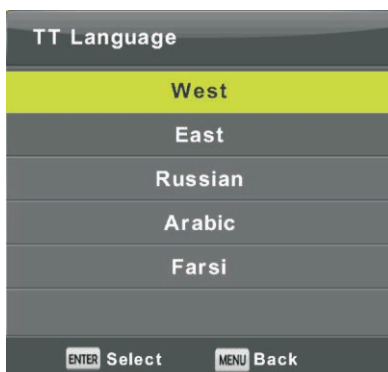 TT Language
West
East
Russian
Arabic
Farsi
ENTER Select MENU Back